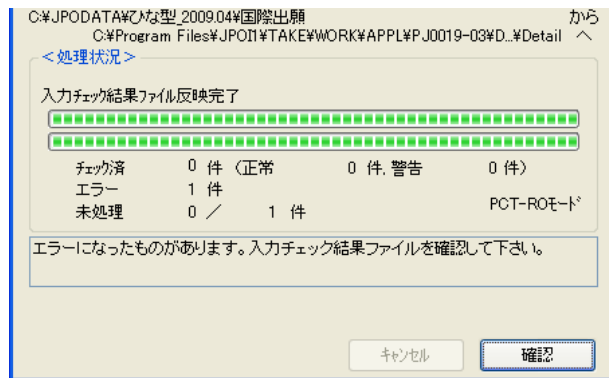 C:¥JPODATA¥ひな型_2009.04¥国際出願 から
C:¥Program Files¥JPOI1¥TAKE¥WORK¥APPL¥PJ0019-03¥D...¥Detail へ
<処理状況>
入力ﾁｪｯｸ結果ﾌｧｲﾙ反映完了
ﾁｪｯｸ済 0 件 (正常 0 件, 警告 0 件)
エラー 1 件
未処理 0 / 1 件 PCT-ROﾓｰﾄﾞ
エラーになったものがあります。入力チェック結果ファイルを確認して下さい。
ｷｬﾝｾﾙ 確認